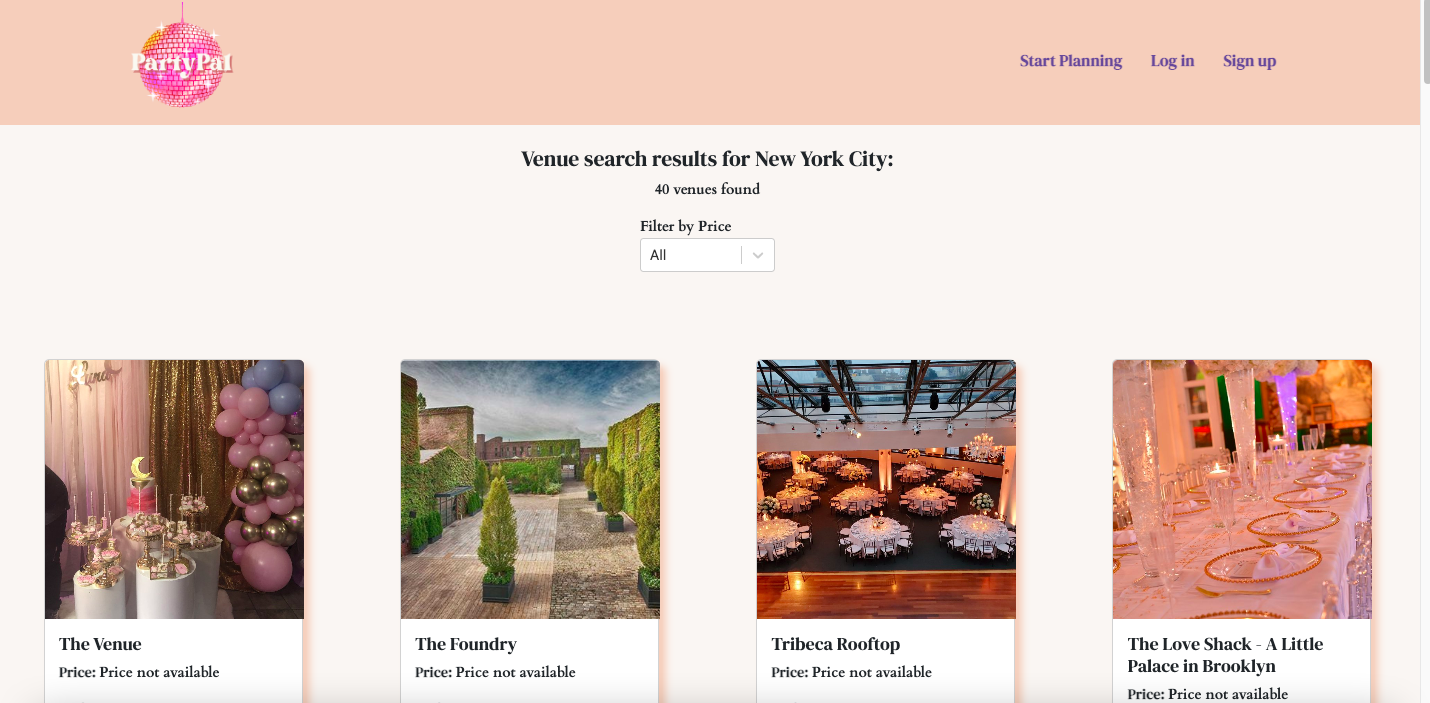 PartyPal
Start Planning
Log in
Sign up
Venue search results for New York City:
40 venues found
Filter by Price
All
The Venue
Price: Price not available
The Foundry
Price: Price not available
Tribeca Rooftop
Price: Price not available
The Love Shack - A Little
Palace in Brooklyn
Price: Price not available